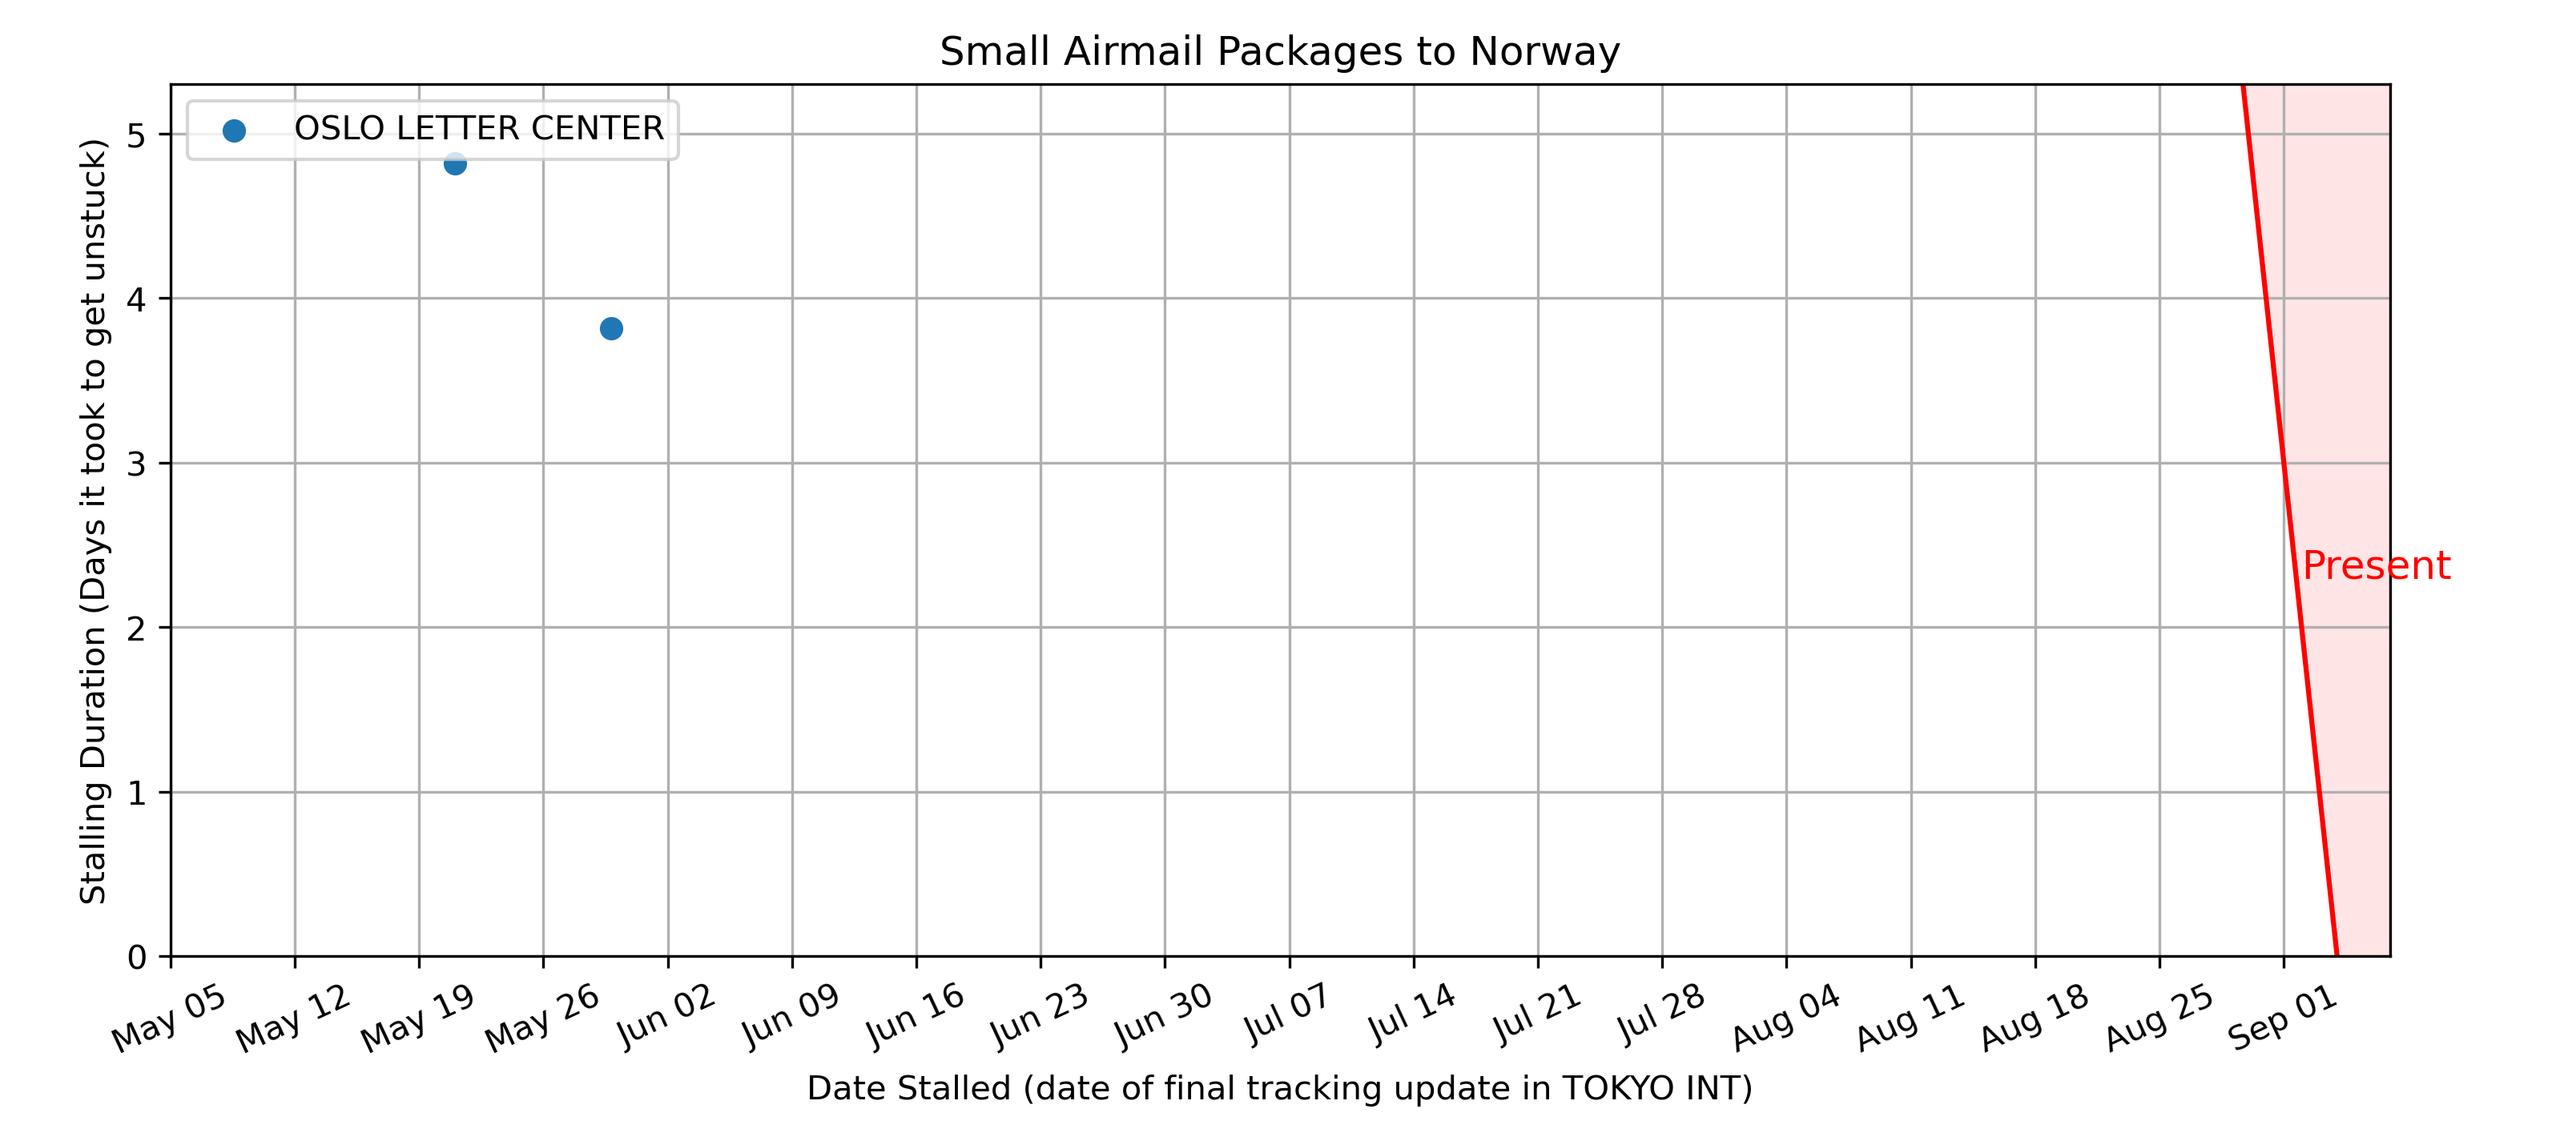 Small Airmail Packages to Norway
OSLO LETTER CENTER
Stalling Duration (Days it took to get unstuck)
5
4
3
2
1
0
Present
May 05
May 12
May 19
May 26
Jun 02
Jun 09
Jun 16
Jun 23
Jun 30
Jul 07
Jul 14
Jul 21
Jul 28
Aug 04
Aug 11
Aug 18
Aug 25
Sep 01
Date Stalled (date of final tracking update in TOKYO INT)